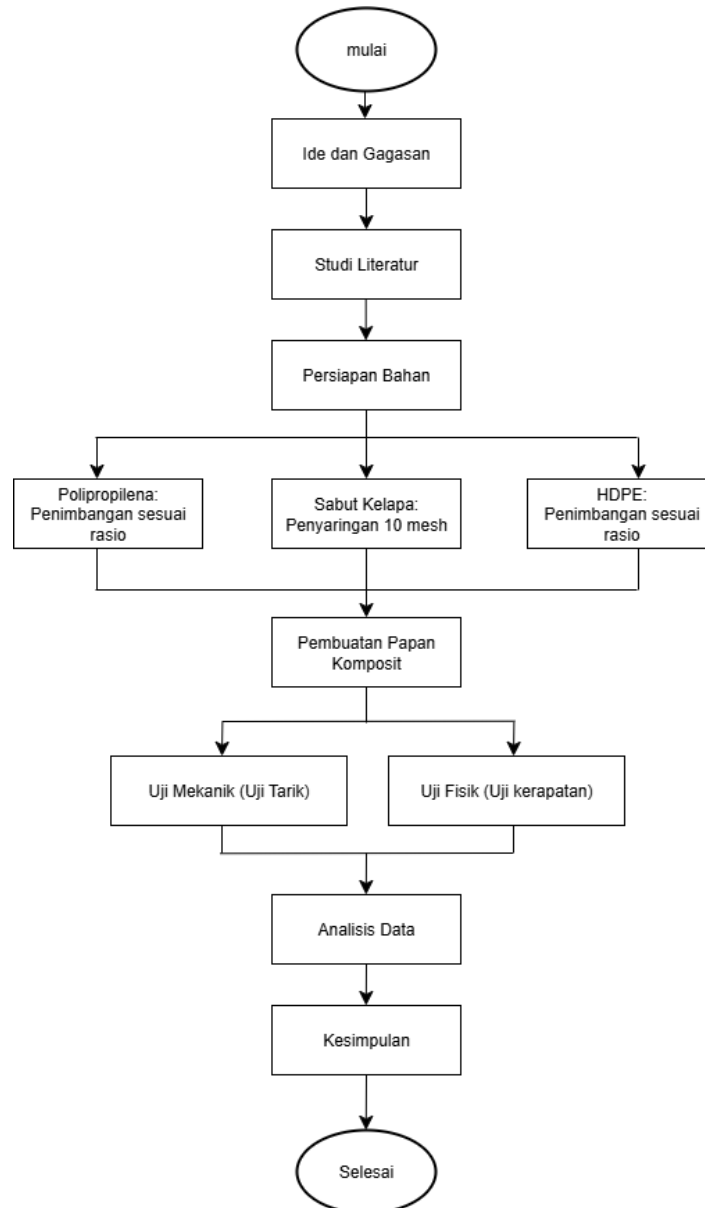 mulai
Ide dan Gagasan
Studi Literatur
Persiapan Bahan
Polipropilena:
Penimbangan sesuai
rasio
Sabut Kelapa:
Penyaringan 10 mesh
HDPE:
Penimbangan sesuai
rasio
Pembuatan Papan
Komposit
Uji Mekanik (Uji Tarik)
Uji Fisik (Uji kerapatan)
Analisis Data
Kesimpulan
Selesai